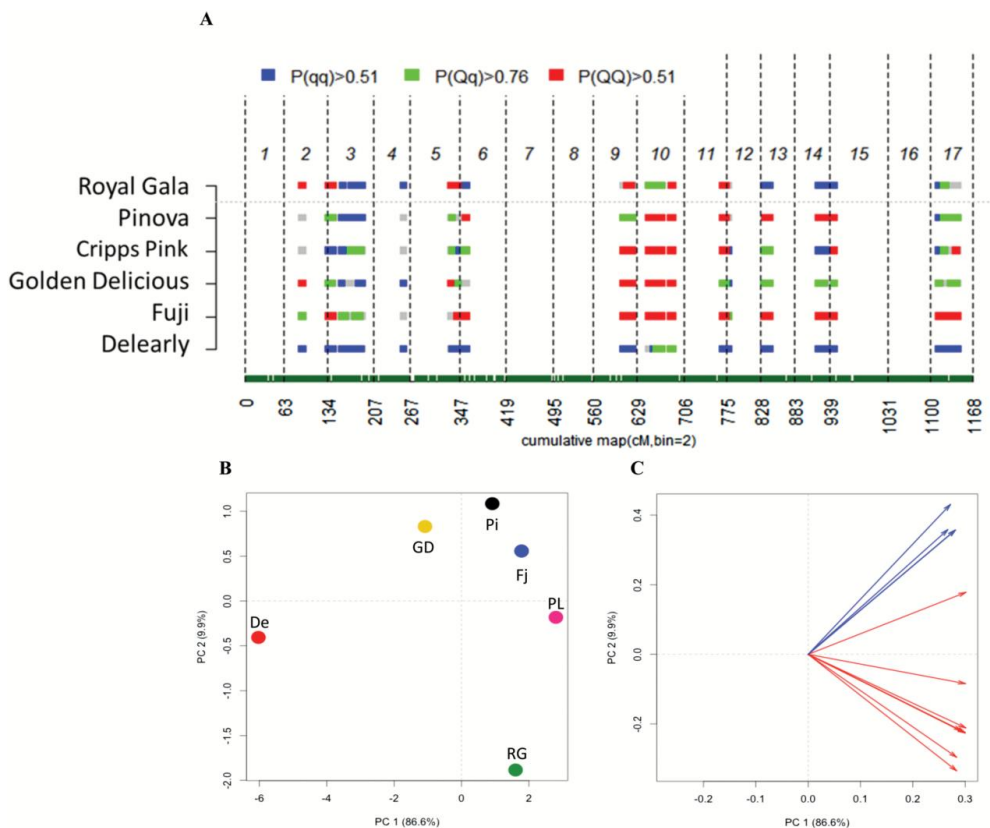 A
P(qq)>0.51 P(Qq)>0.76 P(QQ)>0.51
1 2 3 4 5 6 7 8 9 10 11 12 13 14 15 16 17
Royal Gala
Pinova
Cripps Pink
Golden Delicious
Fuji
Delearly
0 63 134 207 267 347 419 495 560 629 706 775 828 883 939 1031 1100 1168
cumulative map(cM,bin=2)
B
PC 2 (9.9%)
1.0
0.5
0.0
-0.5
-1.0
-1.5
-2.0
Pi
GD
Fj
PL
De
RG
-6 -4 -2 0 2
PC 1 (86.6%)
C
PC 2 (9.9%)
0.4
0.2
0.0
-0.2
-0.2 -0.1 0.0 0.1 0.2 0.3
PC 1 (86.6%)